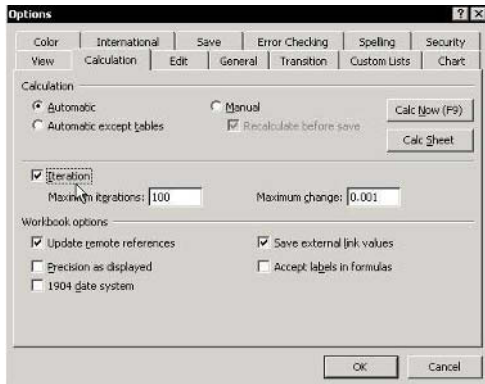 Options
Color International Save Error Checking Spelling Security
View Calculation Edit General Transition Custom Lists Chart
Calculation
Automatic Manual Calc Now (F9)
Automatic except tables Recalculate before save
Calc Sheet
Iteration
Maximum iterations: 100 Maximum change: 0.001
Workbook options
Update remote references Save external link values
Precision as displayed Accept labels in formulas
1904 date system
OK Cancel